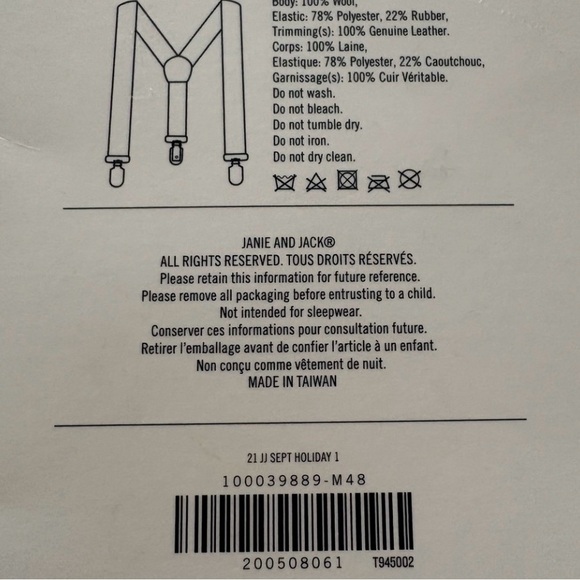 Body: 100% Wool,
Elastic: 78% Polyester, 22% Rubber,
Trimming(s): 100% Genuine Leather.
Corps: 100% Laine,
Elastique: 78% Polyester, 22% Caoutchouc,
Garnissage(s): 100% Cuir Véritable.
Do not wash.
Do not bleach.
Do not tumble dry.
Do not iron.
Do not dry clean.
JANIE AND JACK®
ALL RIGHTS RESERVED. TOUS DROITS RÉSERVÉS.
Please retain this information for future reference.
Please remove all packaging before entrusting to a child.
Not intended for sleepwear.
Conserver ces informations pour consultation future.
Retirer l'emballage avant de confier l'article à un enfant.
Non conçu comme vêtement de nuit.
MADE IN TAIWAN
21 JJ SEPT HOLIDAY 1
100039889-M48
200508061 T945002